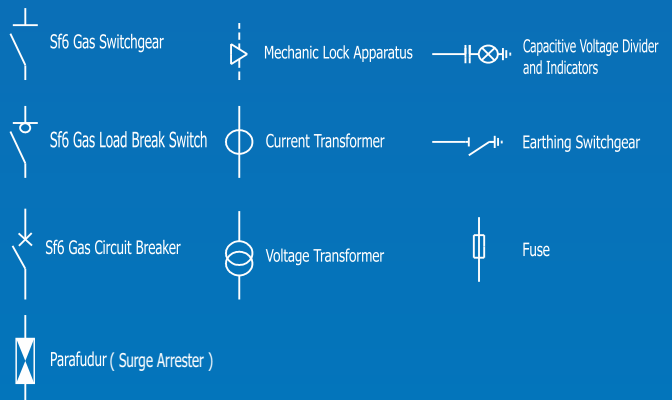 Sf6 Gas Switchgear
Mechanic Lock Apparatus
Capacitive Voltage Divider
and Indicators
Sf6 Gas Load Break Switch
Current Transformer
Earthing Switchgear
Sf6 Gas Circuit Breaker
Voltage Transformer
Fuse
Parafudur ( Surge Arrester )